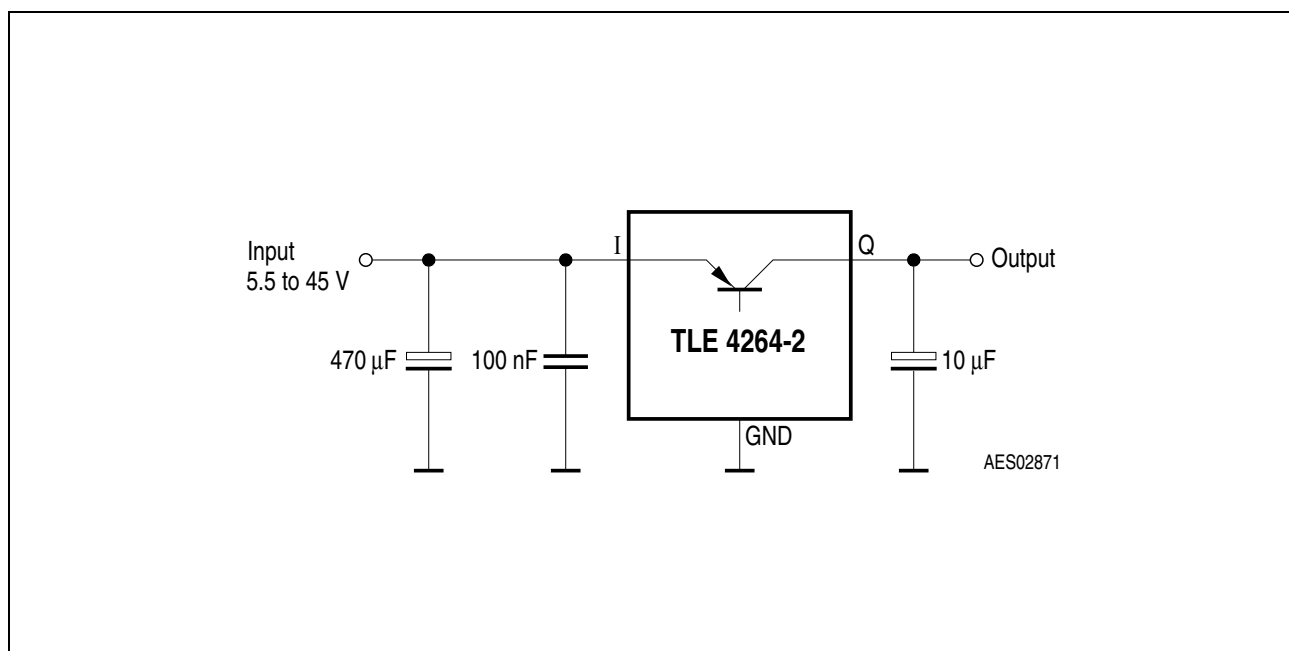 Input
5.5 to 45 V
I
Q
Output
TLE 4264-2
470 μF
100 nF
10 μF
GND
AES02871